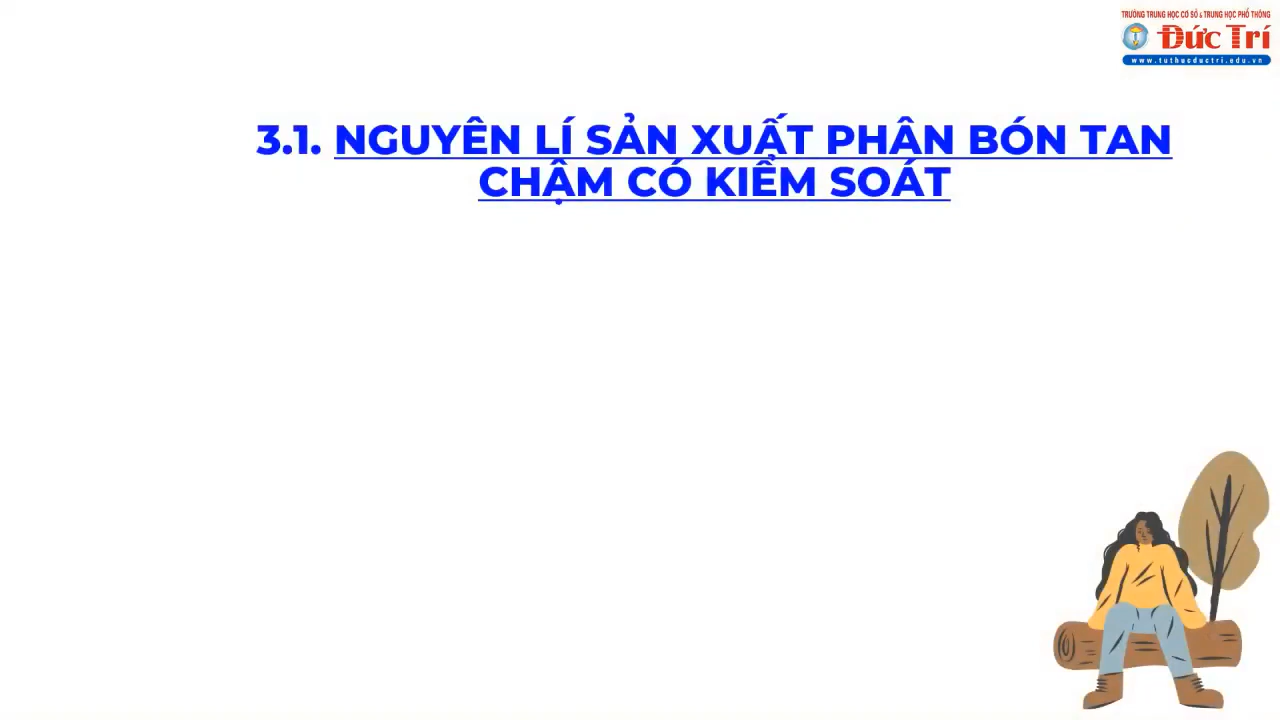 TRƯỜNG TRUNG HỌC CƠ SỞ & TRUNG HỌC PHỔ THÔNG
Đức Trí
www.tuthucductri.edu.vn
3.1. NGUYÊN LÍ SẢN XUẤT PHÂN BÓN TAN
CHẬM CÓ KIỂM SOÁT